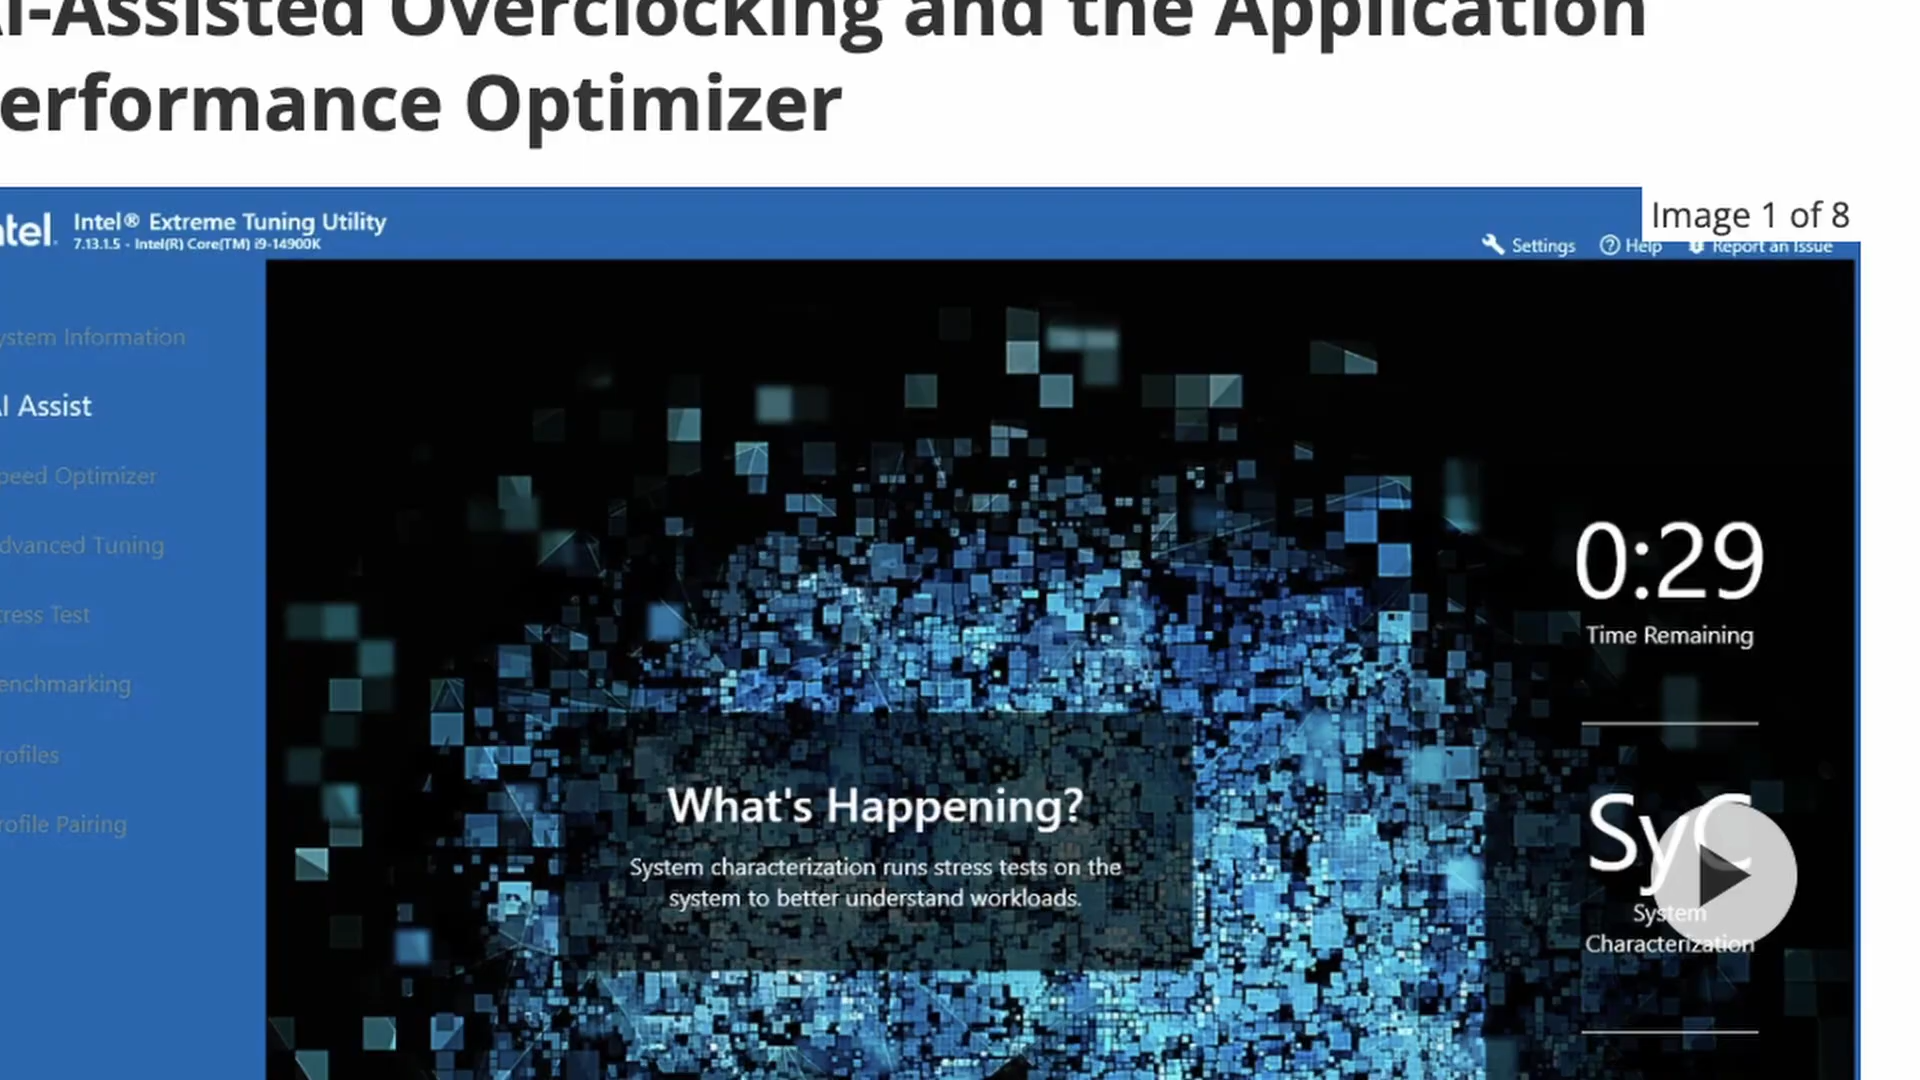 I-Assisted Overclocking and the Application
erformance Optimizer
Image 1 of 8
ntel.
Intel® Extreme Tuning Utility
7.13.1.5 - Intel(R) Core(TM) i9-14900K
Settings
Help
Report an Issue
ystem Information
AI Assist
peed Optimizer
dvanced Tuning
tress Test
enchmarking
rofiles
rofile Pairing
0:29
Time Remaining
What's Happening?
System characterization runs stress tests on the
system to better understand workloads.
SyC
System
Characterization